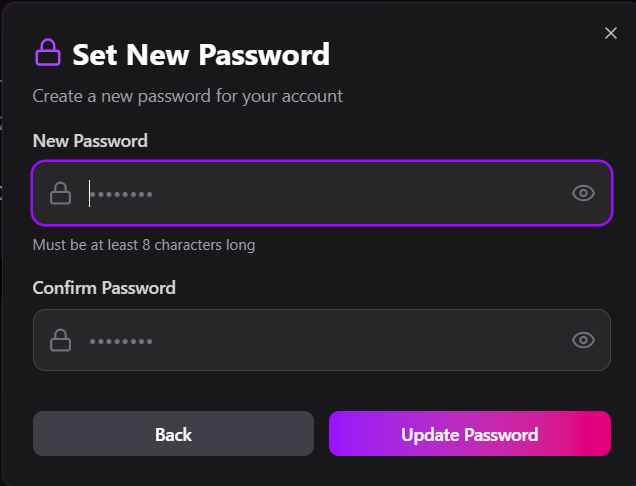 Set New Password
Create a new password for your account
New Password
••••••••
Must be at least 8 characters long
Confirm Password
••••••••
Back
Update Password